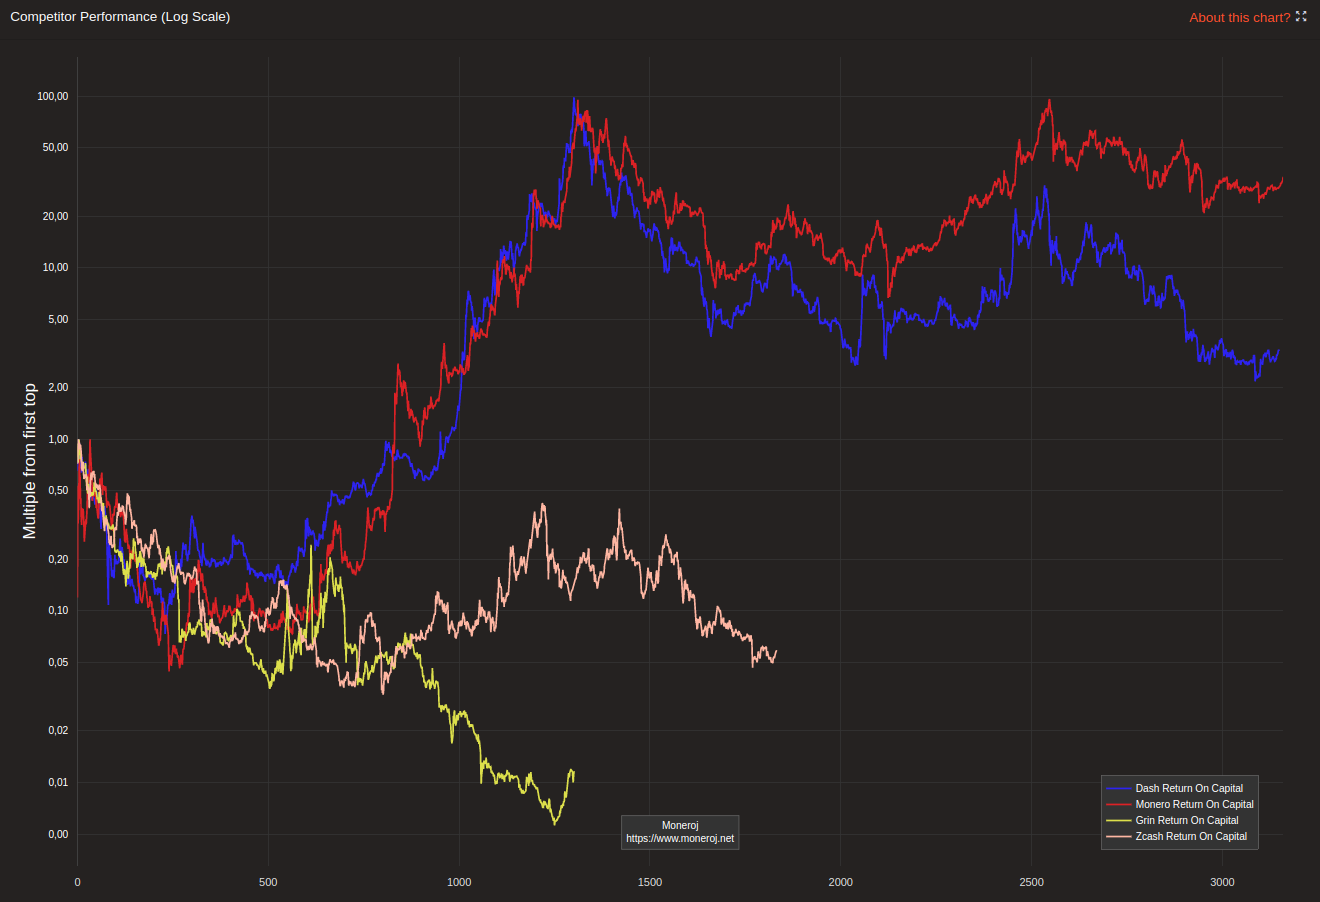 Competitor Performance (Log Scale)
About this chart?
Multiple from first top
100,00
50,00
20,00
10,00
5,00
2,00
1,00
0,50
0,20
0,10
0,05
0,02
0,01
0,00
0 500 1000 1500 2000 2500 3000
Moneroj
https://www.moneroj.net
Dash Return On Capital
Monero Return On Capital
Grin Return On Capital
Zcash Return On Capital